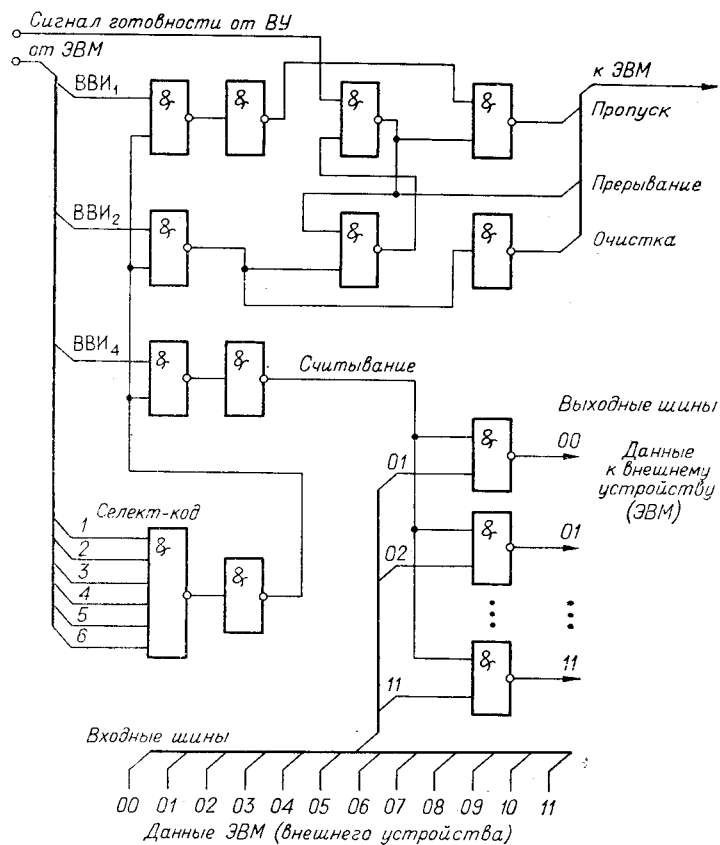 Сигнал готовности от ВУ
от ЭВМ
ВВИ1
&
&
&
&
к ЭВМ
Пропуск
Прерывание
ВВИ2
&
&
&
Очистка
ВВИ4
&
&
Считывание
Выходные шины
&
00
01
Данные
к внешнему
устройству
(ЭВМ)
Селект-код
1
2
3
4
5
6
&
&
&
01
02
&
11
11
Входные шины
00 01 02 03 04 05 06 07 08 09 10 11
Данные ЭВМ (внешнего устройства)